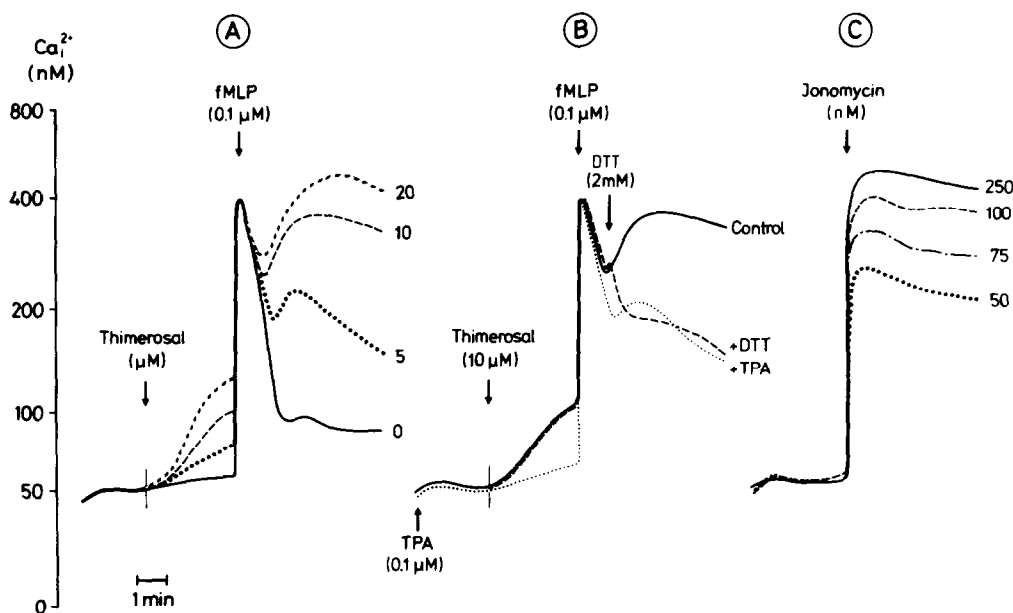 A
B
C
Ca²⁺ᵢ
(nM)
fMLP
(0.1 µM)
fMLP
(0.1 µM)
Jonomycin
(nM)
DTT
(2mM)
800
400
200
100
50
0
20
10
5
0
Control
+DTT
+TPA
250
100
75
50
Thimerosal
(µM)
Thimerosal
(10 µM)
TPA
(0.1 µM)
1 min